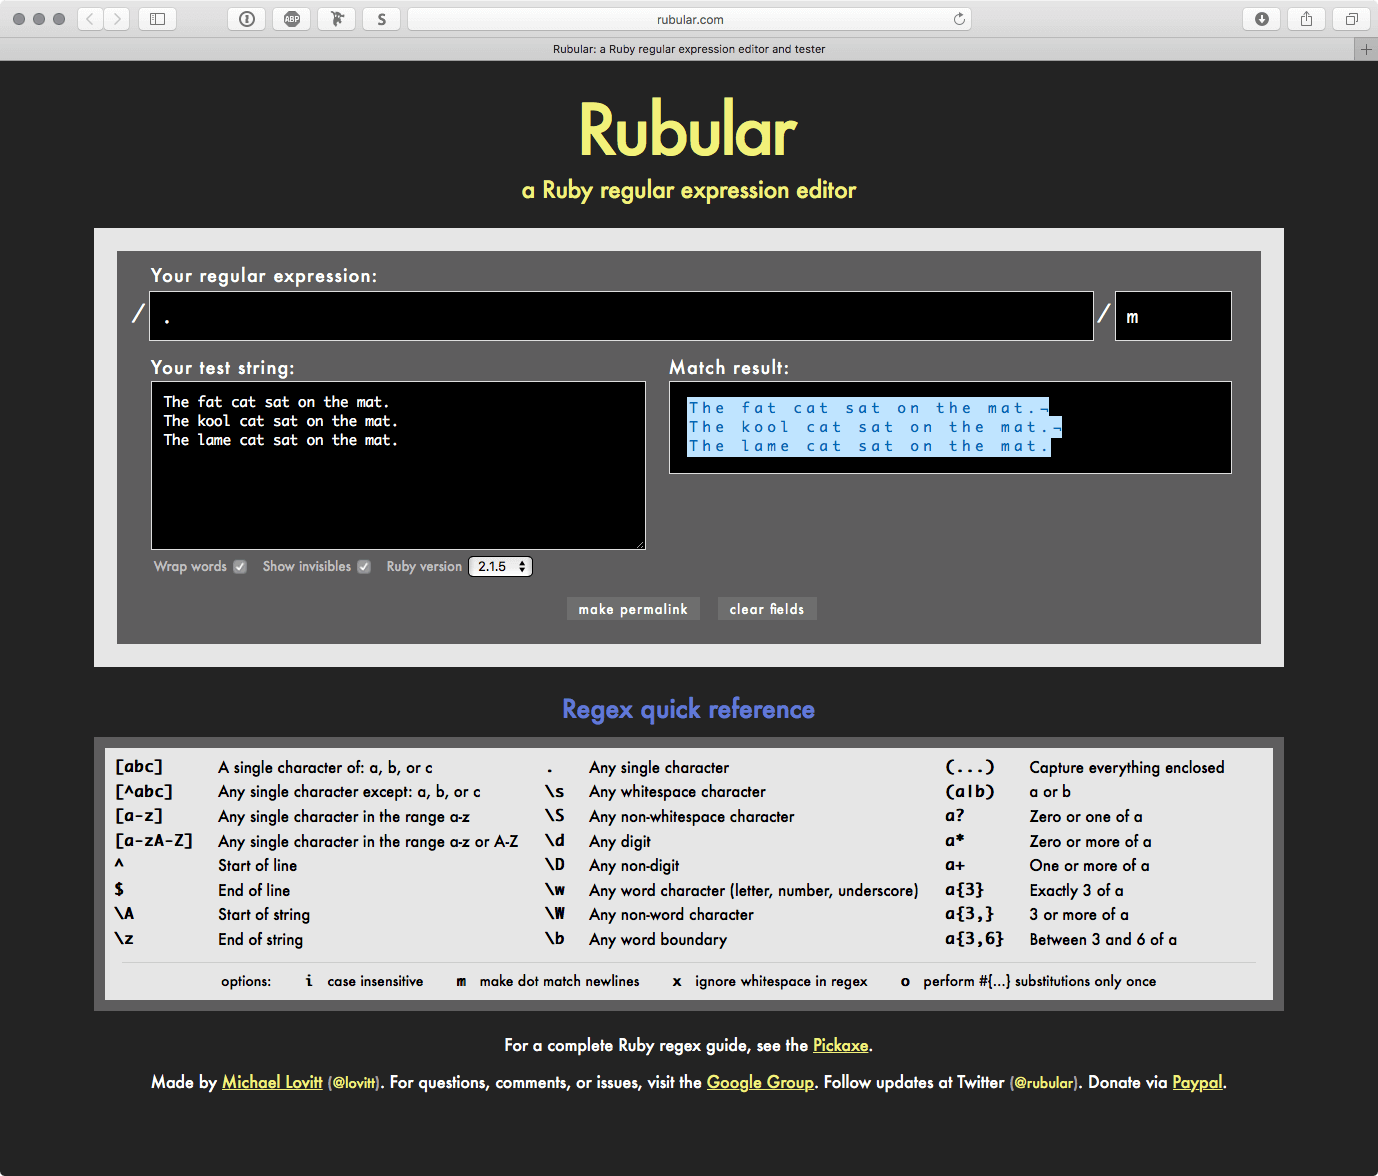 ABP
S
rubular.com
Rubular: a Ruby regular expression editor and tester
Rubular
a Ruby regular expression editor
Your regular expression:
/ . / m
Your test string:
The fat cat sat on the mat.
The kool cat sat on the mat.
The lame cat sat on the mat.
Match result:
The fat cat sat on the mat.¬
The kool cat sat on the mat.¬
The lame cat sat on the mat.
Wrap words Show invisibles Ruby version 2.1.5
make permalink clear fields
Regex quick reference
[abc] A single character of: a, b, or c . Any single character (...) Capture everything enclosed
[^abc] Any single character except: a, b, or c \s Any whitespace character (a|b) a or b
[a-z] Any single character in the range a-z \S Any non-whitespace character a? Zero or one of a
[a-zA-Z] Any single character in the range a-z or A-Z \d Any digit a* Zero or more of a
^ Start of line \D Any non-digit a+ One or more of a
$ End of line \w Any word character (letter, number, underscore) a{3} Exactly 3 of a
\A Start of string \W Any non-word character a{3,} 3 or more of a
\z End of string \b Any word boundary a{3,6} Between 3 and 6 of a
options: i case insensitive m make dot match newlines x ignore whitespace in regex o perform #{...} substitutions only once
For a complete Ruby regex guide, see the Pickaxe.
Made by Michael Lovitt (@lovitt). For questions, comments, or issues, visit the Google Group. Follow updates at Twitter (@rubular). Donate via Paypal.